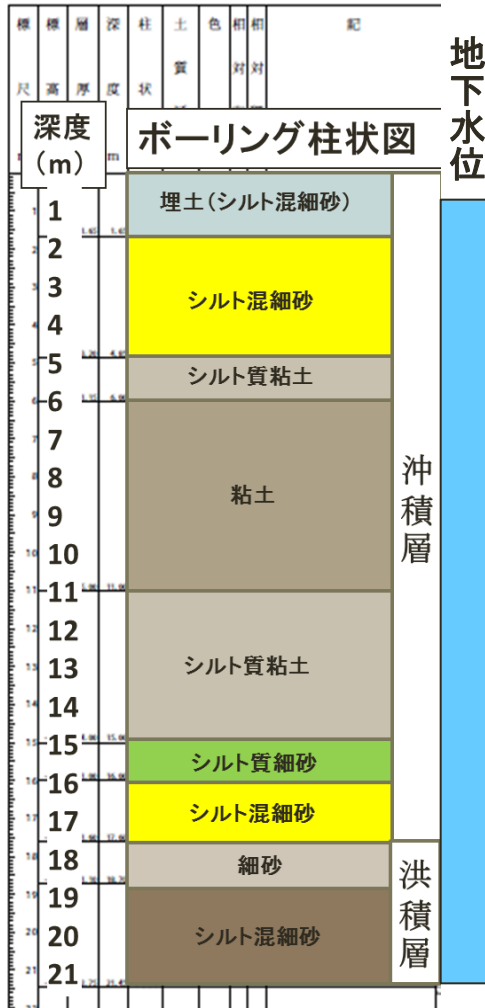 標 標 層 深 柱 土 色 相 相 記
質 対 対
尺 高 厚 度 状
深度
(m)
m
ボーリング柱状図
地下水位
埋土(シルト混細砂)
シルト混細砂
シルト質粘土
粘土
シルト質粘土
シルト質細砂
シルト混細砂
細砂
シルト混細砂
沖積層
洪積層
1
2
3
4
5
6
7
8
9
10
11
12
13
14
15
16
17
18
19
20
21